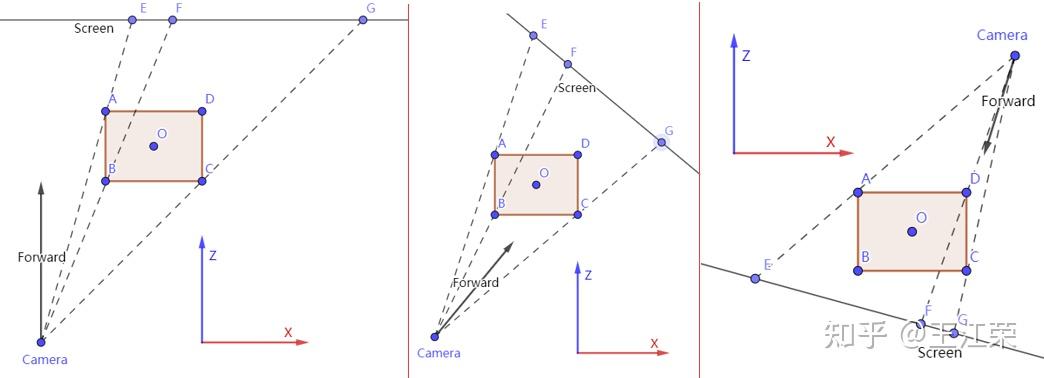 E F G
Screen
A D
O
B C
Z
Forward
X
Camera
E
F
Screen
G
A D
O
B C
Z
Forward
X
Camera
Camera
Z
Forward
X
A D
O
B C
E
F G
Screen
知乎 @王江荣